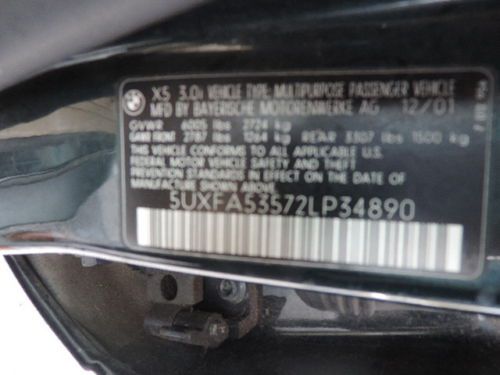 X5 3.0i VEHICLE TYPE: MULTIPURPOSE PASSENGER VEHICLE
MFD BY BAYERISCHE MOTORENWERKE AG 12/01
GVWR 6005 lbs 2724 kg
GAWR FRONT 2787 lbs 1264 kg REAR 3307 lbs 1500 kg
THIS VEHICLE CONFORMS TO ALL APPLICABLE U.S.
FEDERAL MOTOR VEHICLE SAFETY AND THEFT
PREVENTION STANDARDS IN EFFECT ON THE DATE OF
MANUFACTURE SHOWN ABOVE.
5UXFA53572LP34890